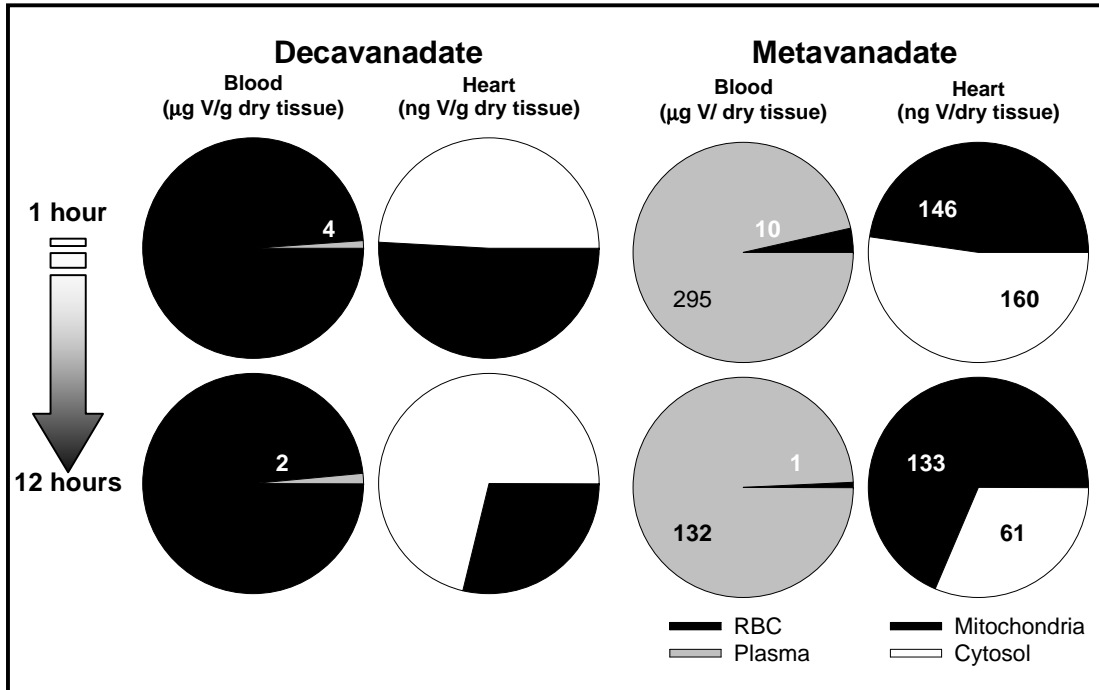 Decavanadate
Metavanadate
Blood
(µg V/g dry tissue)
Heart
(ng V/g dry tissue)
Blood
(µg V/ dry tissue)
Heart
(ng V/dry tissue)
1 hour
4
10
295
146
160
12 hours
2
1
132
133
61
RBC
Plasma
Mitochondria
Cytosol